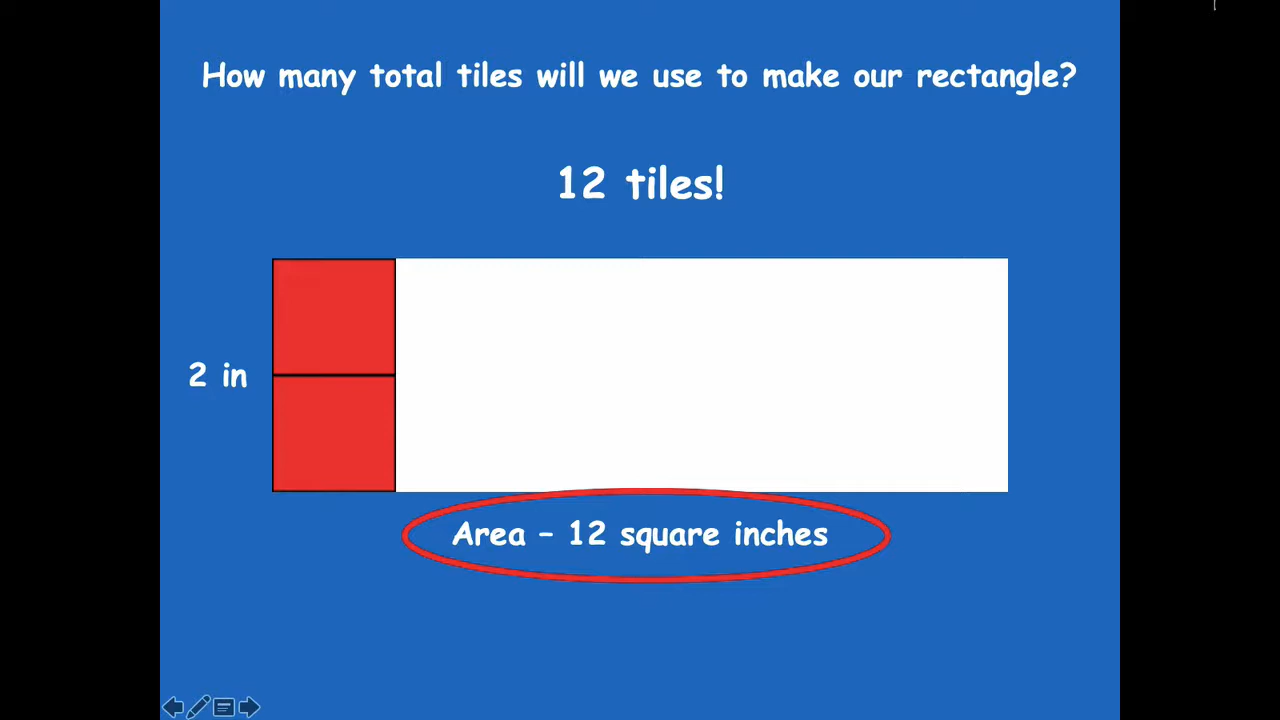 How many total tiles will we use to make our rectangle?
12 tiles!
2 in
Area – 12 square inches